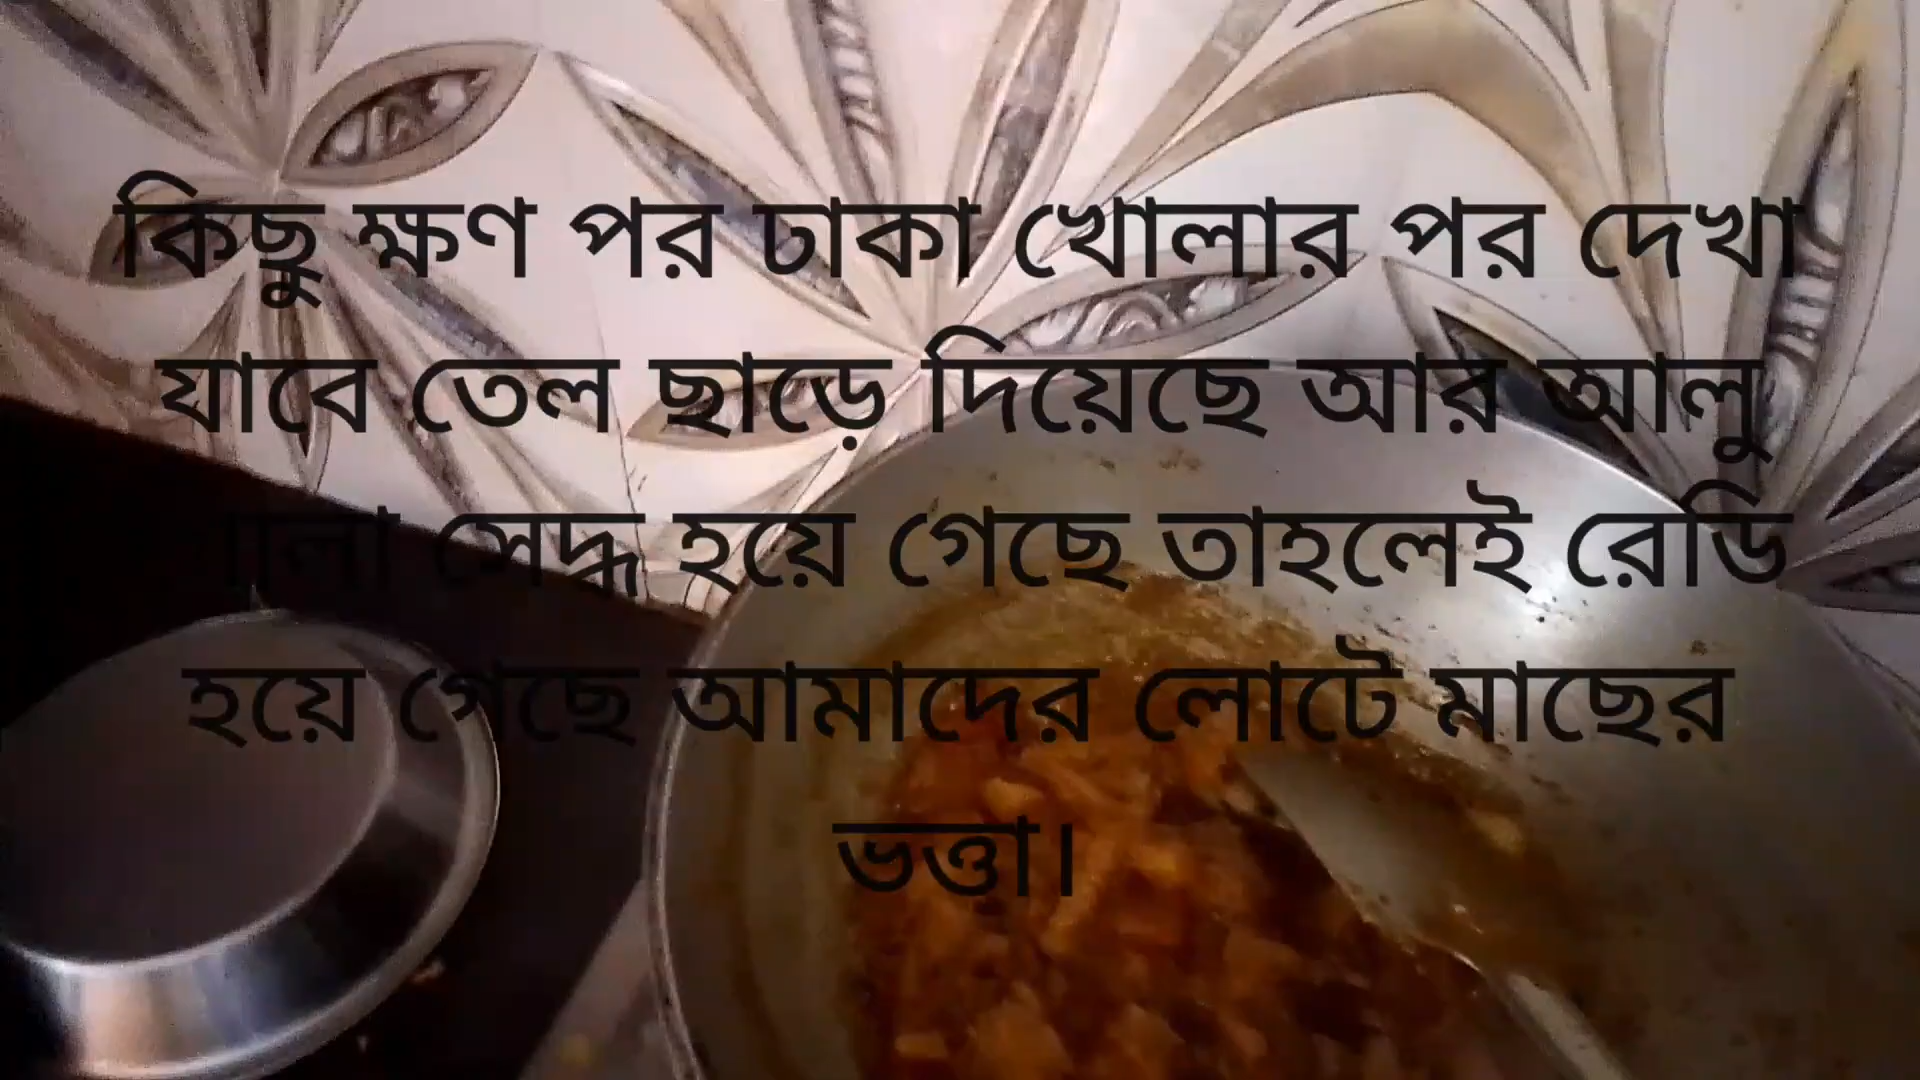 কিছু ক্ষণ পর ঢাকা খোলার পর দেখা
যাবে তেল ছাড়ে দিয়েছে আর আলু
সেদ্ধ হয়ে গেছে তাহলেই রেডি
হয়ে গেছে আমাদের লোটে মাছের
ভত্তা।